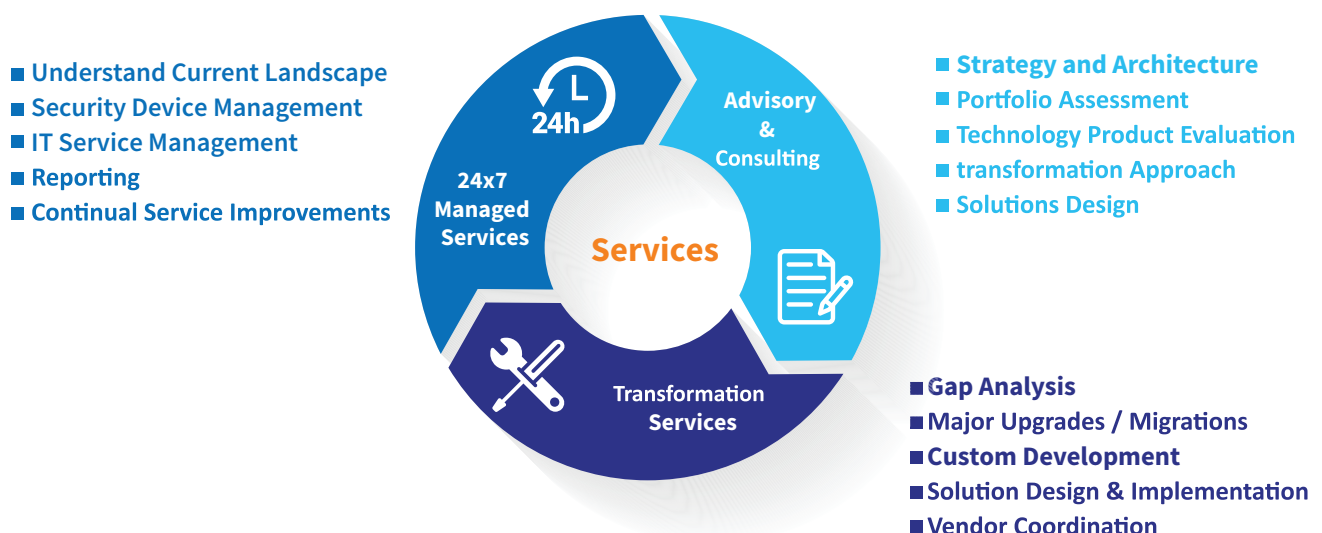 Understand Current Landscape
Security Device Management
IT Service Management
Reporting
Continual Service Improvements
24h
24x7
Managed
Services
Advisory
&
Consulting
Services
Transformation
Services
Strategy and Architecture
Portfolio Assessment
Technology Product Evaluation
transformation Approach
Solutions Design
Gap Analysis
Major Upgrades / Migrations
Custom Development
Solution Design & Implementation
Vendor Coordination